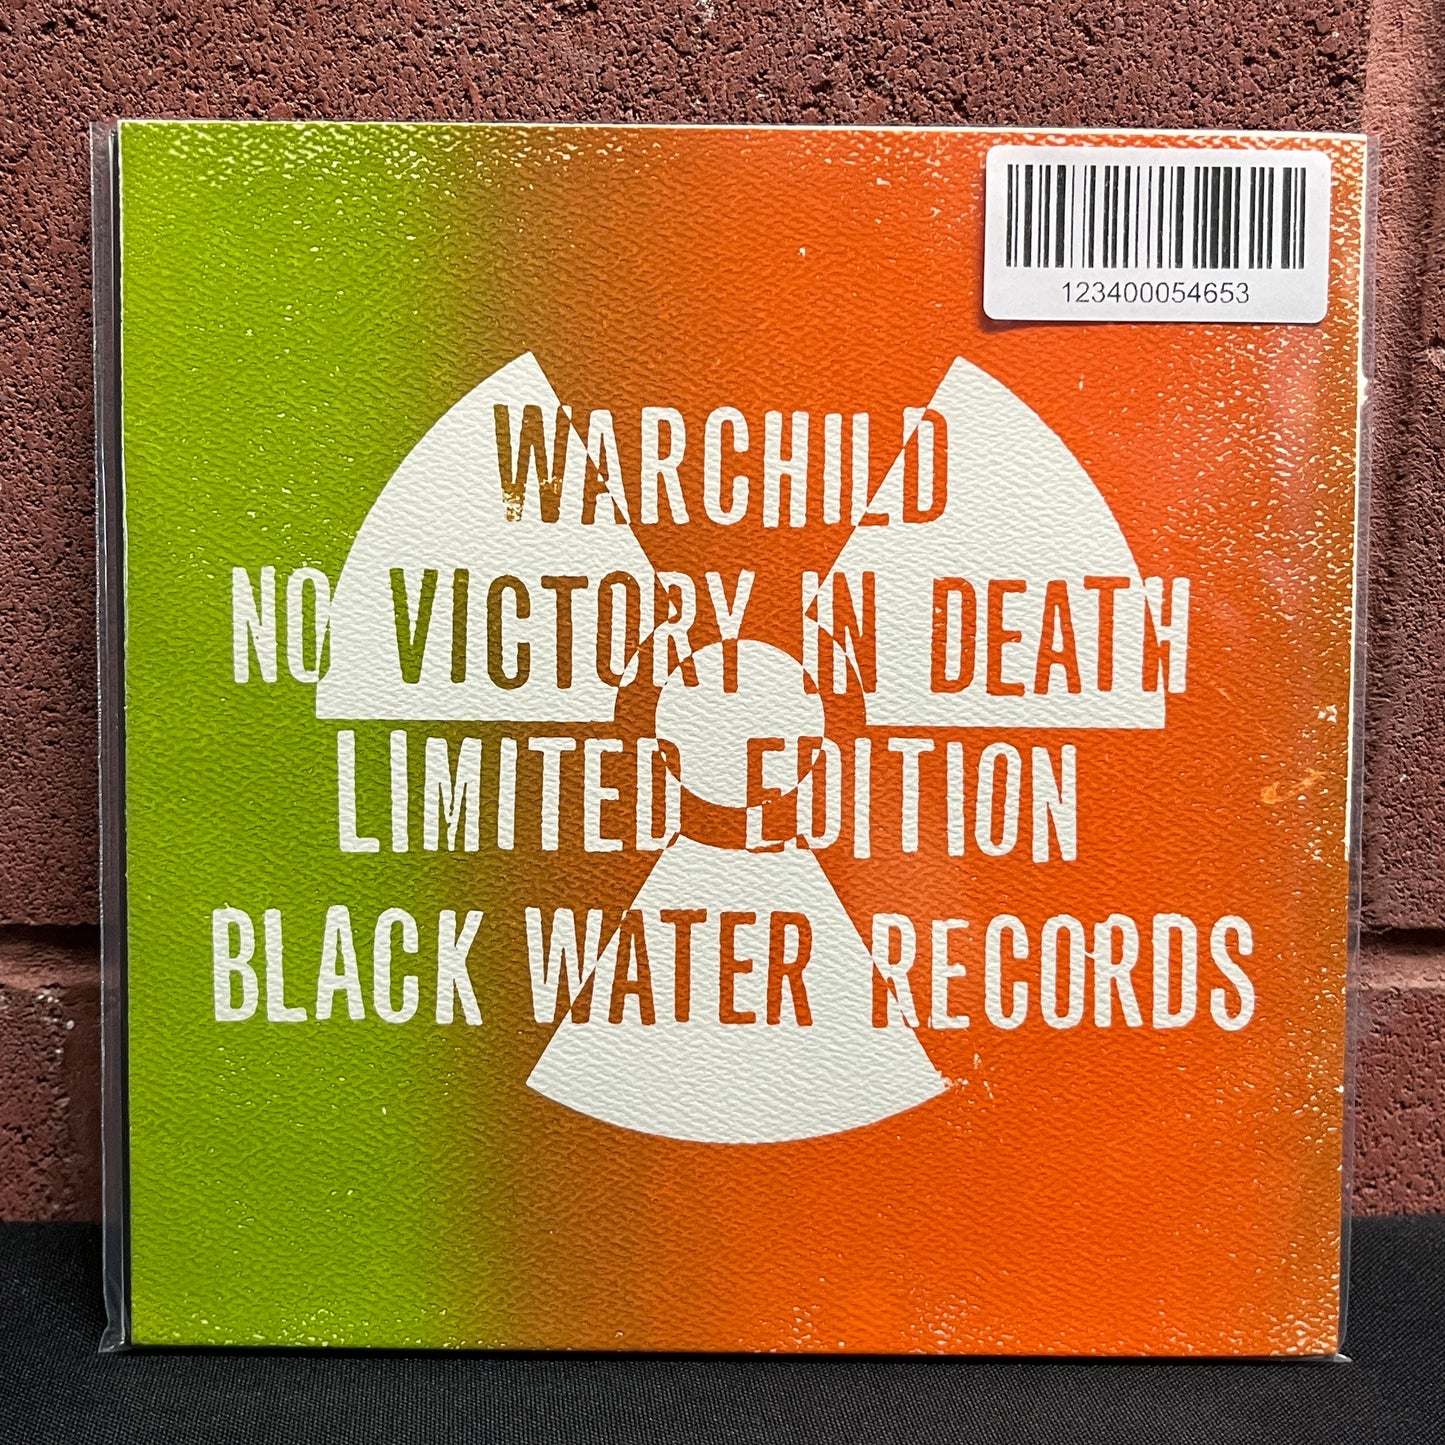 123400054653
WARCHILD
NO VICTORY IN DEATH
LIMITED EDITION
BLACK WATER RECORDS